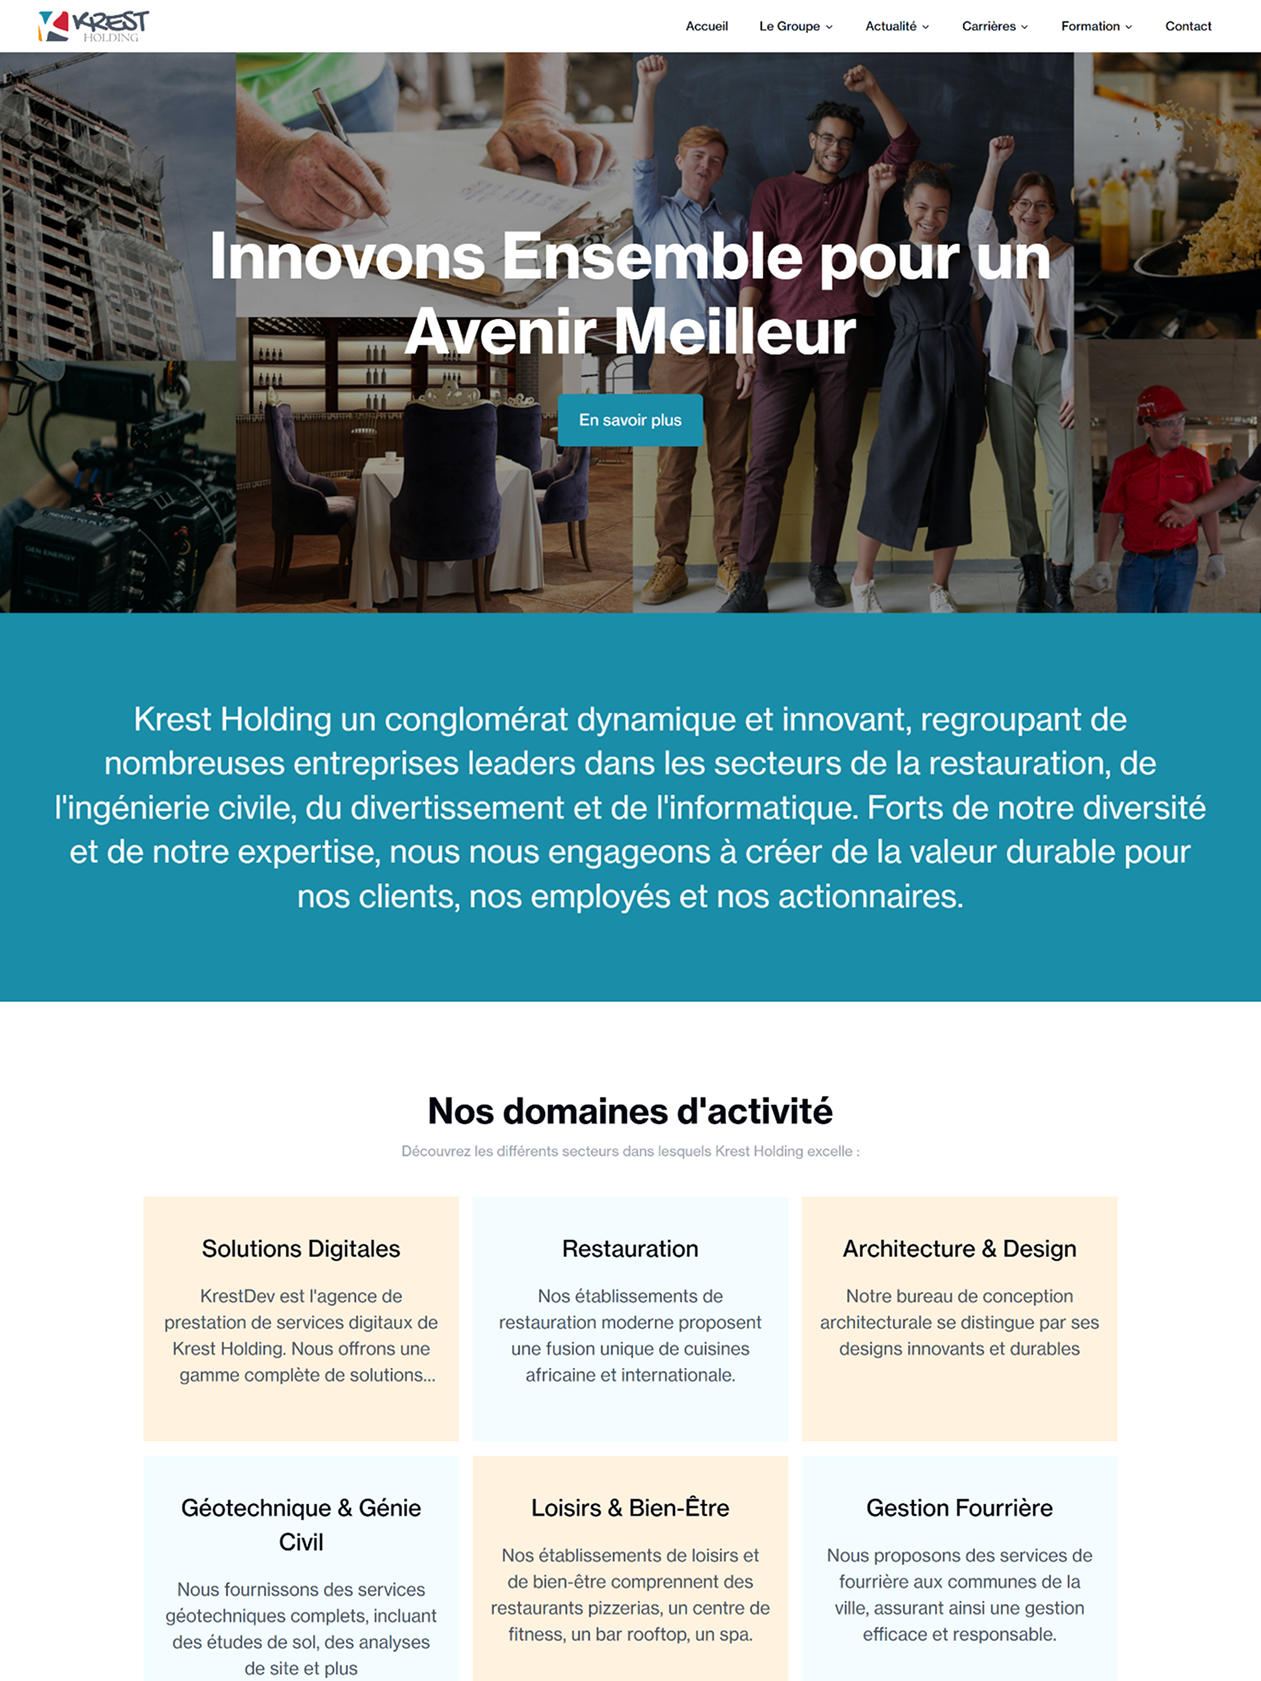 KREST
HOLDING
Accueil Le Groupe Actualité Carrières Formation Contact
Innovons Ensemble pour un
Avenir Meilleur
En savoir plus
READY TO FLY
GEN ENERGY
Krest Holding un conglomérat dynamique et innovant, regroupant de
nombreuses entreprises leaders dans les secteurs de la restauration, de
l'ingénierie civile, du divertissement et de l'informatique. Forts de notre diversité
et de notre expertise, nous nous engageons à créer de la valeur durable pour
nos clients, nos employés et nos actionnaires.
Nos domaines d'activité
Découvrez les différents secteurs dans lesquels Krest Holding excelle :
Solutions Digitales
KrestDev est l'agence de
prestation de services digitaux de
Krest Holding. Nous offrons une
gamme complète de solutions...
Restauration
Nos établissements de
restauration moderne proposent
une fusion unique de cuisines
africaine et internationale.
Architecture & Design
Notre bureau de conception
architecturale se distingue par ses
designs innovants et durables
Géotechnique & Génie
Civil
Nous fournissons des services
géotechniques complets, incluant
des études de sol, des analyses
de site et plus
Loisirs & Bien-Être
Nos établissements de loisirs et
de bien-être comprennent des
restaurants pizzerias, un centre de
fitness, un bar rooftop, un spa.
Gestion Fourrière
Nous proposons des services de
fourrière aux communes de la
ville, assurant ainsi une gestion
efficace et responsable.